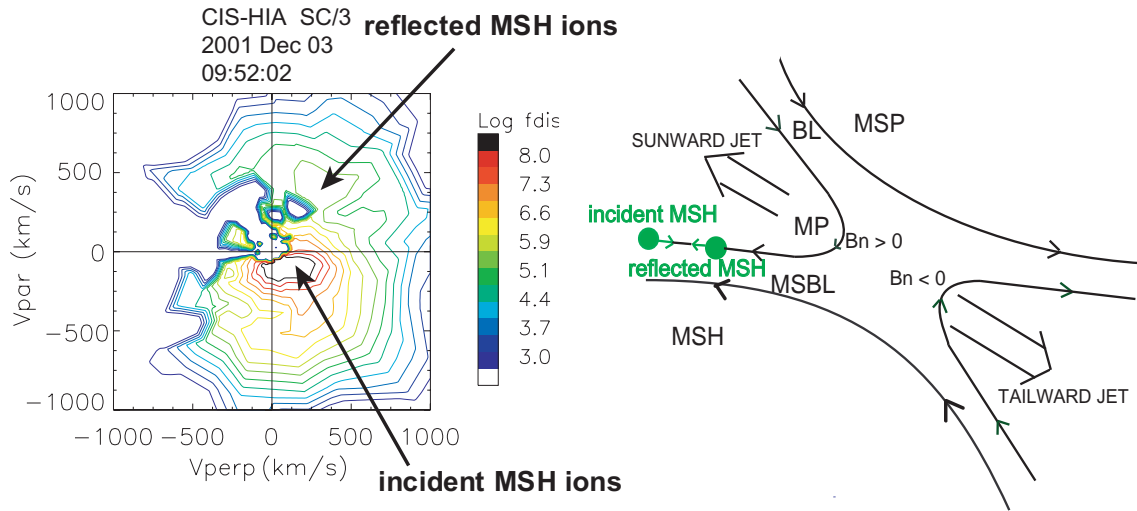 CIS-HIA SC/3
2001 Dec 03
09:52:02
reflected MSH ions
1000
500
0
-500
-1000
Vpar (km/s)
-1000 -500 0 500 1000
Vperp (km/s)
incident MSH ions
Log fdis
8.0
7.3
6.6
5.9
5.1
4.4
3.7
3.0
BL
MSP
SUNWARD JET
incident MSH
MP
Bn > 0
reflected MSH
MSBL
Bn < 0
MSH
TAILWARD JET